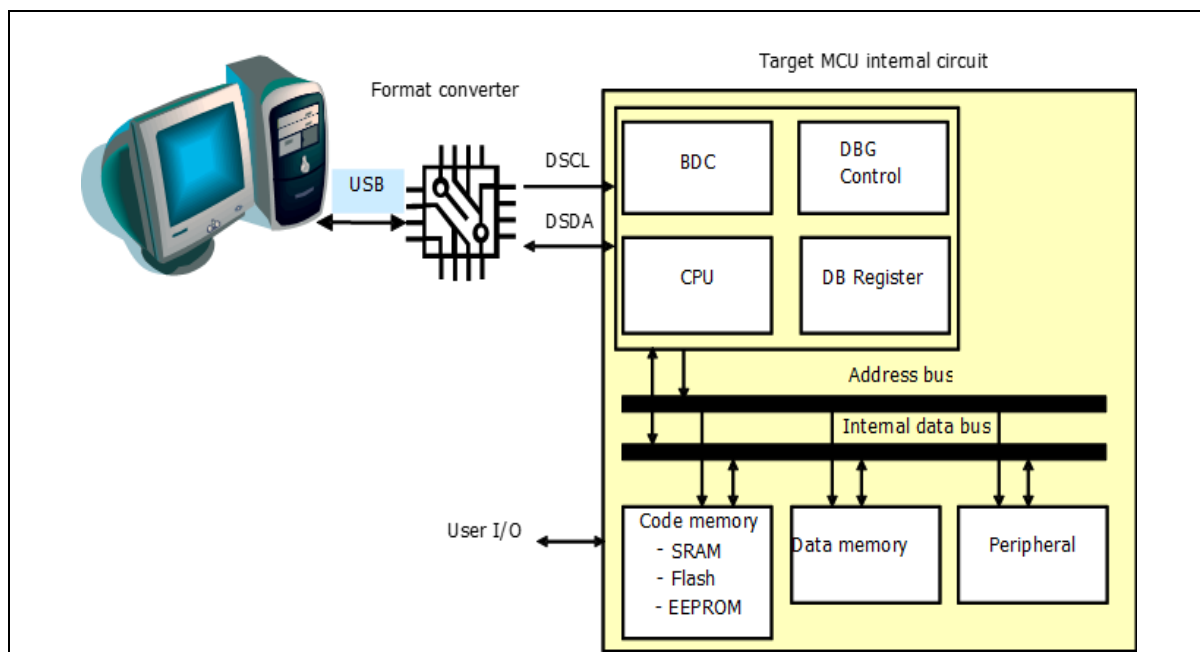 Target MCU internal circuit
Format converter
USB
DSCL
DSDA
BDC
DBG
Control
CPU
DB Register
Address bus
Internal data bus
User I/O
Code memory
- SRAM
- Flash
- EEPROM
Data memory
Peripheral